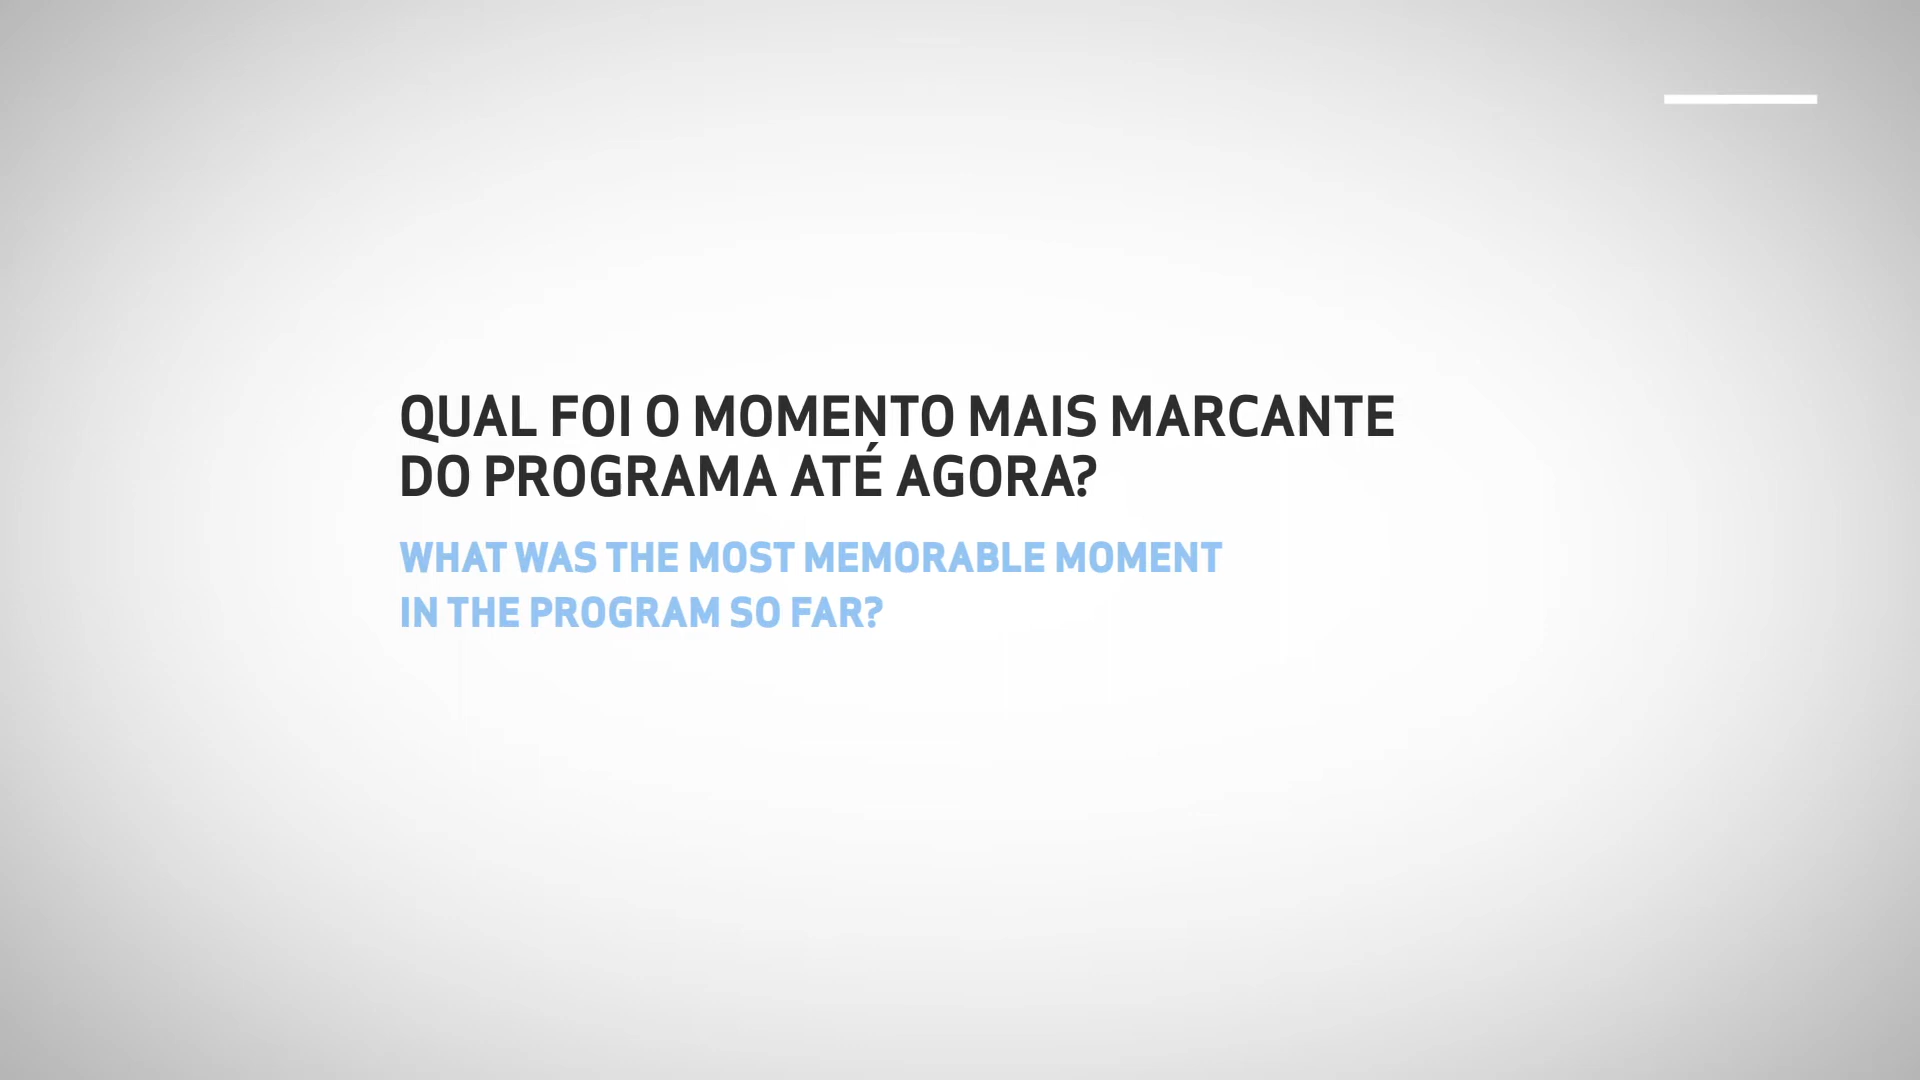 QUAL FOI O MOMENTO MAIS MARCANTE
DO PROGRAMA ATÉ AGORA?
WHAT WAS THE MOST MEMORABLE MOMENT
IN THE PROGRAM SO FAR?